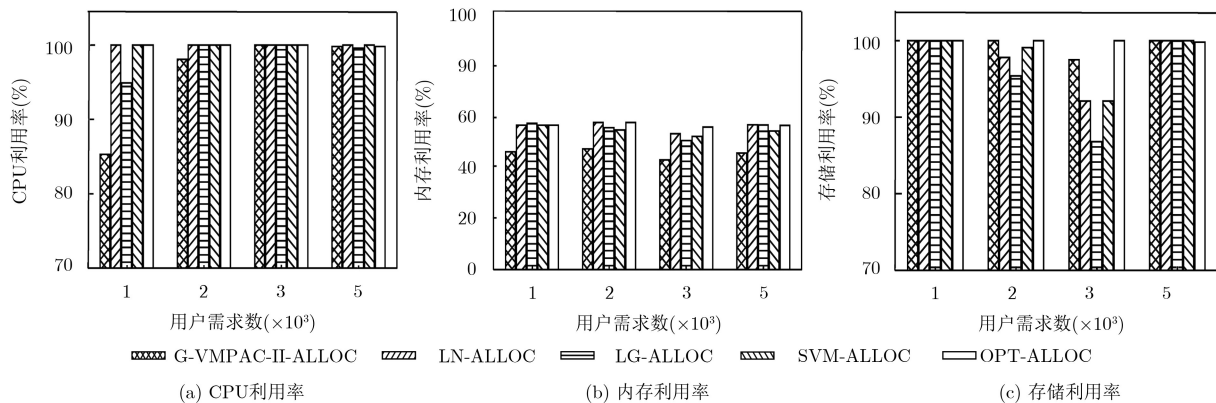 100
90
80
70
CPU利用率(%)
1 2 3 5
用户需求数(×10³)
100
90
60
40
20
0
内存利用率(%)
1 2 3 5
用户需求数(×10³)
100
90
80
70
存储利用率(%)
1 2 3 5
用户需求数(×10³)
G-VMPAC-II-ALLOC LN-ALLOC LG-ALLOC SVM-ALLOC OPT-ALLOC
(a) CPU利用率 (b) 内存利用率 (c) 存储利用率